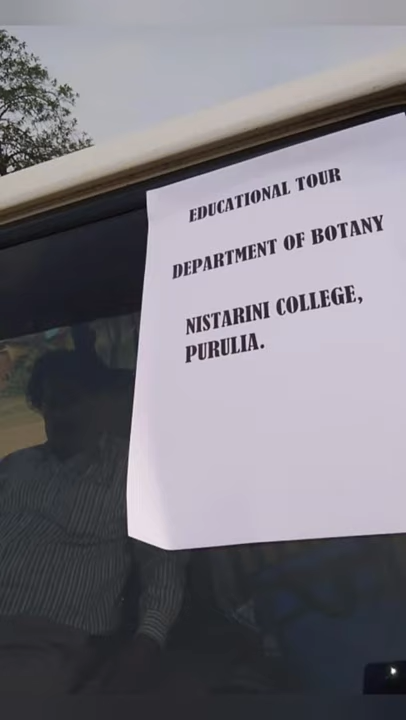 EDUCATIONAL TOUR
DEPARTMENT OF BOTANY
NISTARINI COLLEGE,
PURULIA.